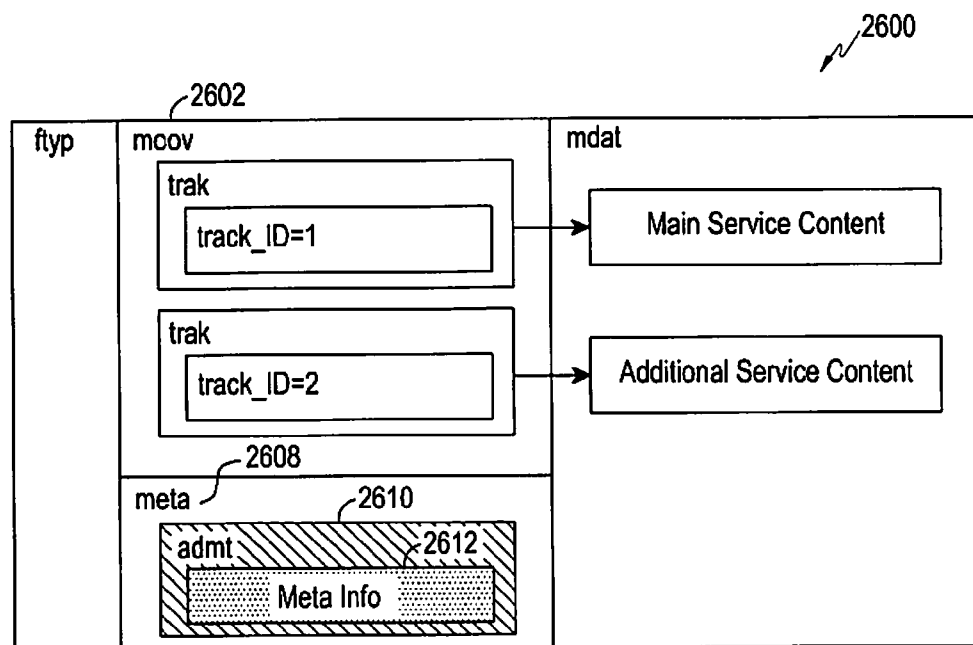 2600
2602
ftyp
moov
mdat
trak
track_ID=1
Main Service Content
trak
track_ID=2
Additional Service Content
2608
meta
2610
admt
2612
Meta Info